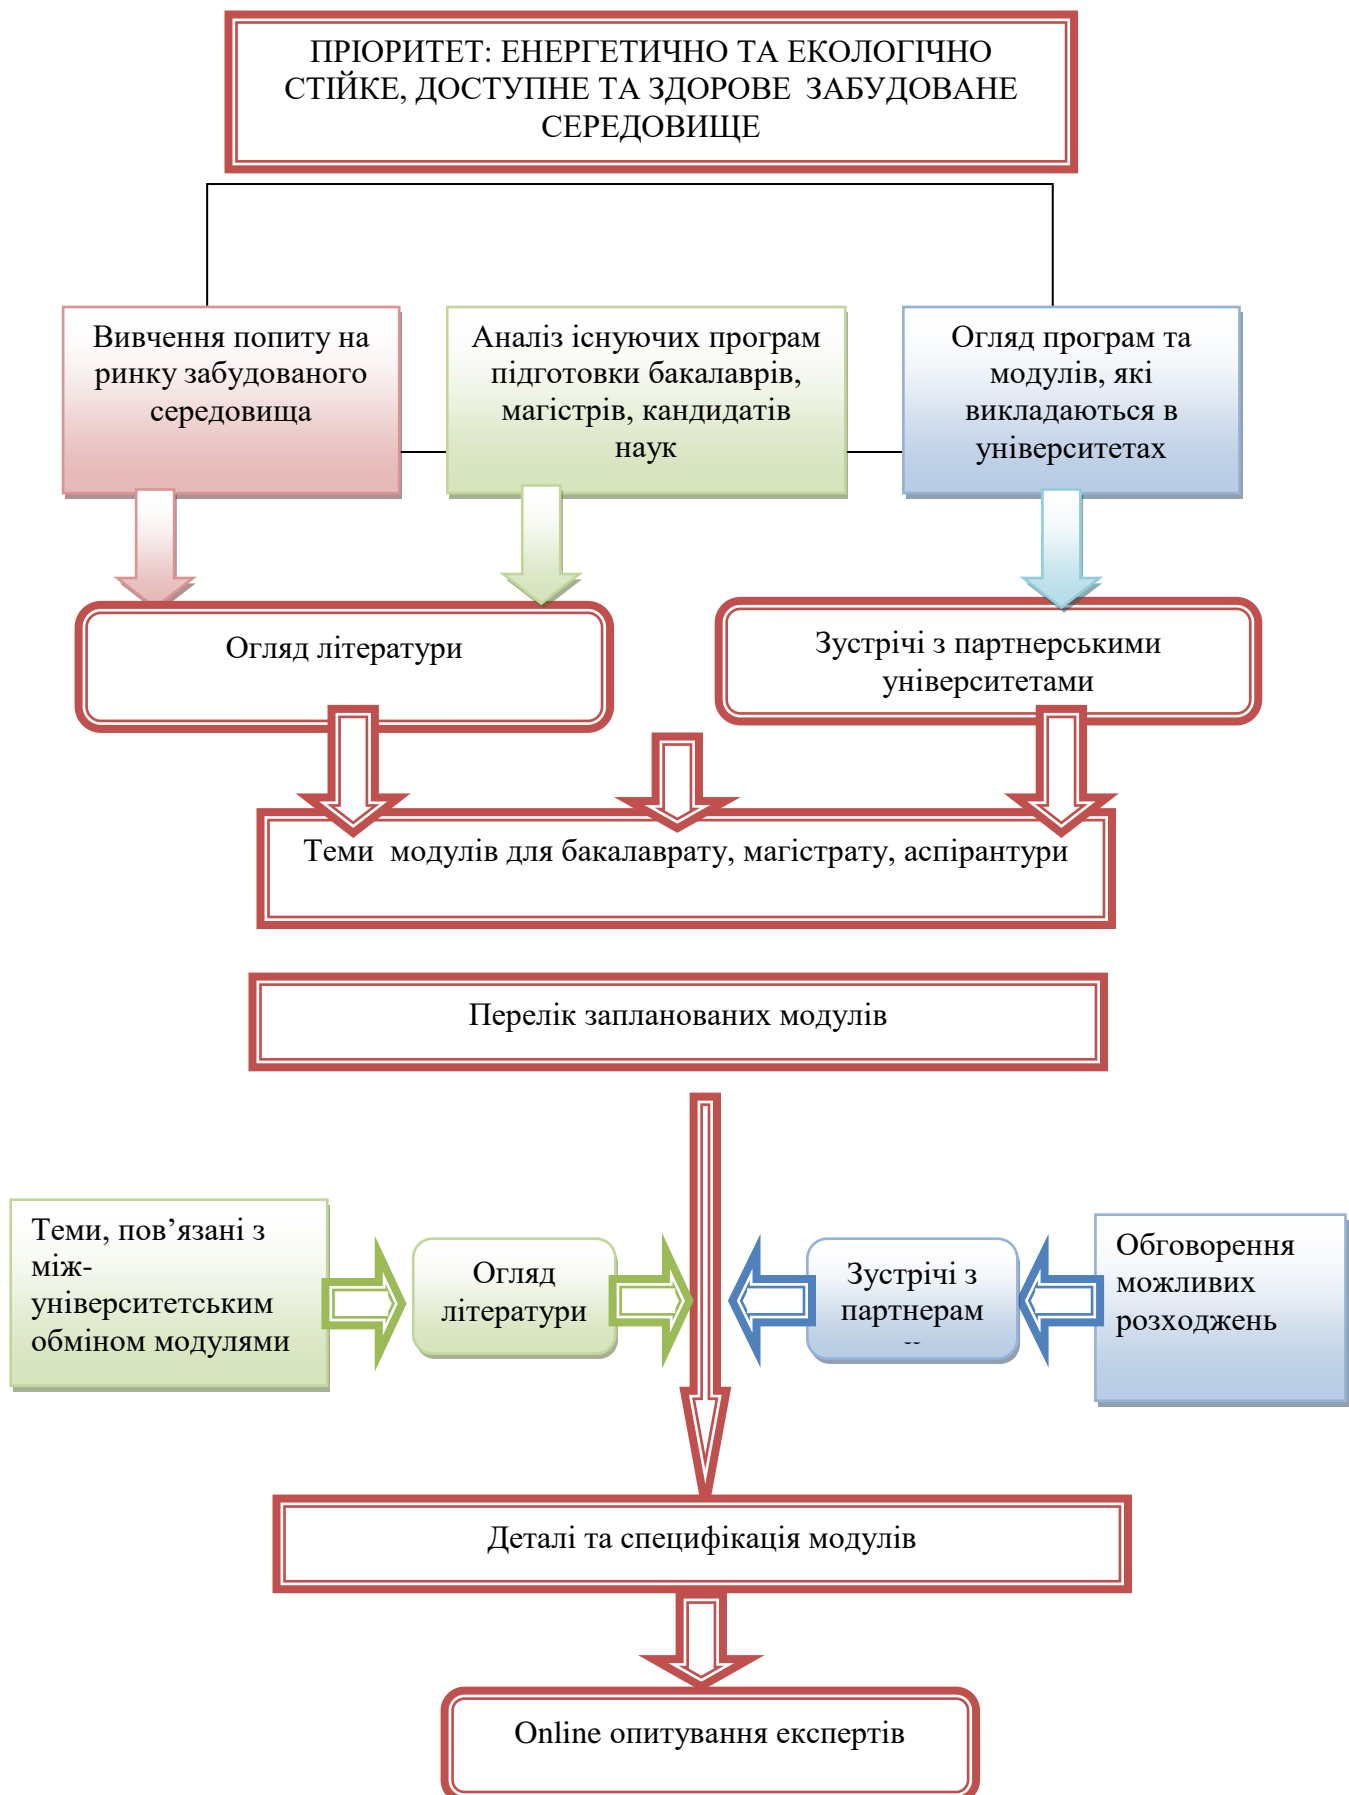 ПРІОРИТЕТ: ЕНЕРГЕТИЧНО ТА ЕКОЛОГІЧНО
СТІЙКЕ, ДОСТУПНЕ ТА ЗДОРОВЕ ЗАБУДОВАНЕ
СЕРЕДОВИЩЕ
Вивчення попиту на
ринку забудованого
середовища
Аналіз існуючих програм
підготовки бакалаврів,
магістрів, кандидатів
наук
Огляд програм та
модулів, які
викладаються в
університетах
Огляд літератури
Зустрічі з партнерськими
університетами
Теми модулів для бакалаврату, магістрату, аспірантури
Перелік запланованих модулів
Теми, пов’язані з
між-
університетським
обміном модулями
Огляд
літератури
Зустрічі з
партнерам
Обговорення
можливих
розходжень
Деталі та специфікація модулів
Online опитування експертів